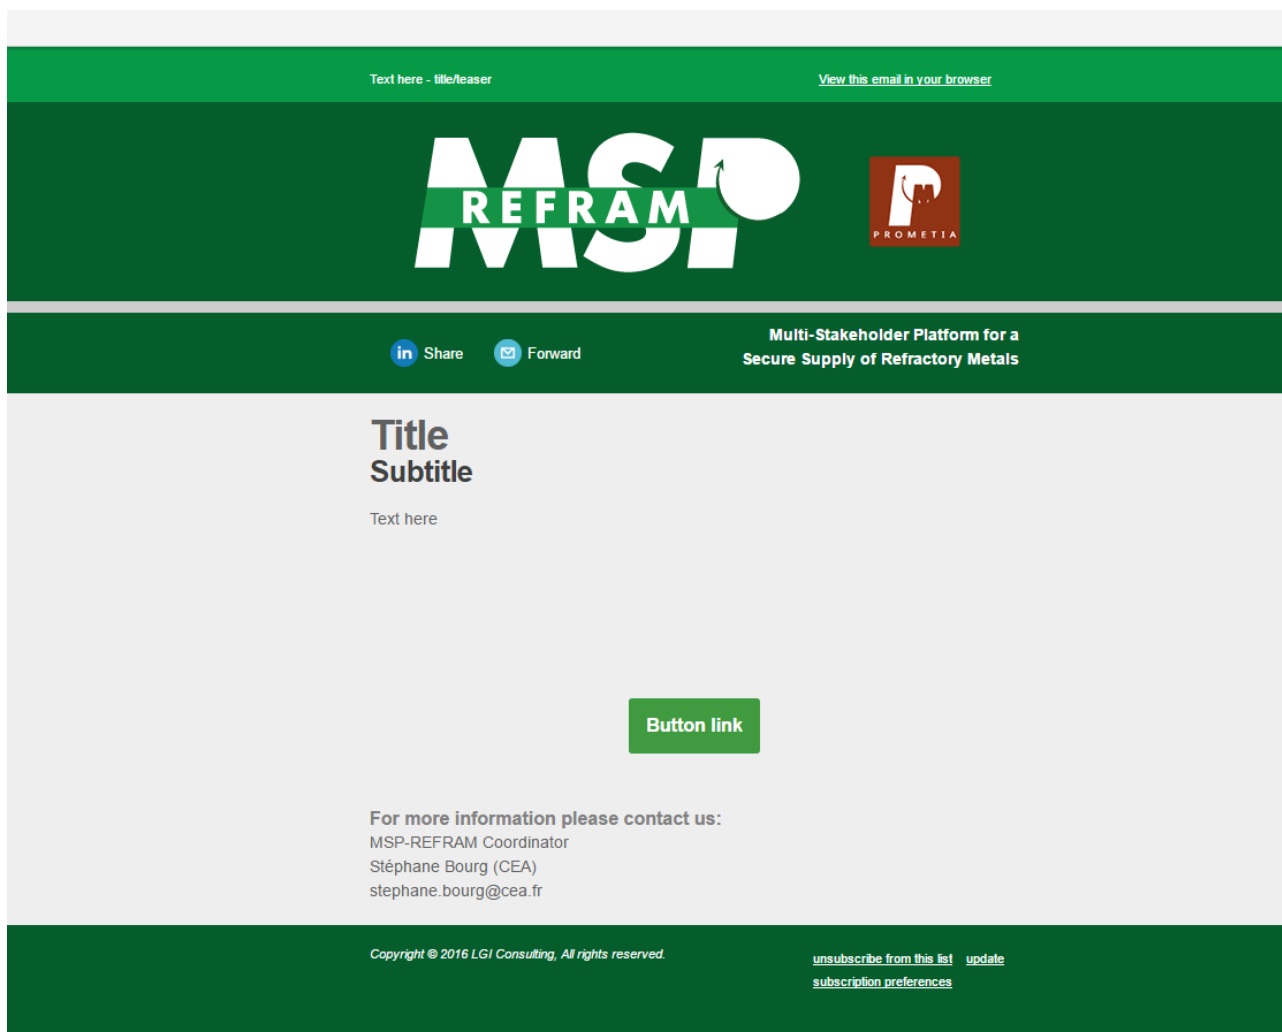 Text here - title/teaser
View this email in your browser
MSP
REFRAM
PROMETIA
in Share
Forward
Multi-Stakeholder Platform for a
Secure Supply of Refractory Metals
Title
Subtitle
Text here
Button link
For more information please contact us:
MSP-REFRAM Coordinator
Stéphane Bourg (CEA)
stephane.bourg@cea.fr
Copyright © 2016 LGI Consulting, All rights reserved.
unsubscribe from this list update
subscription preferences